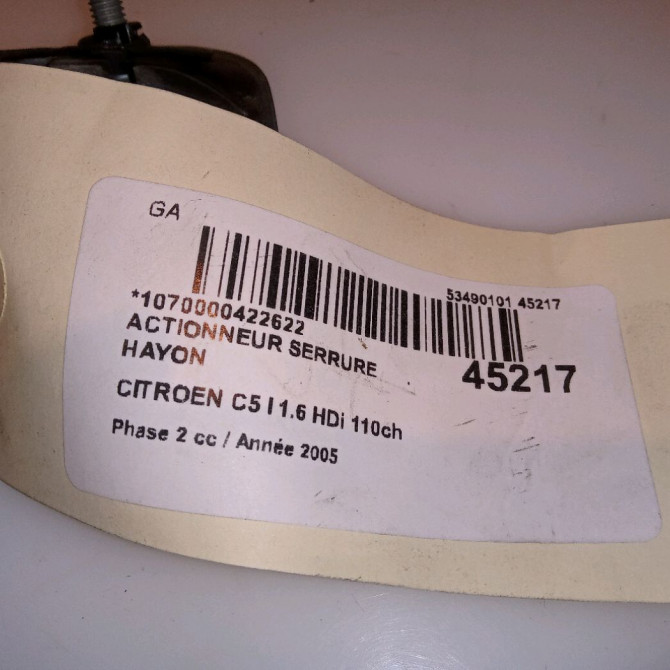 GA
53490101 45217
*1070000422622
ACTIONNEUR SERRURE
HAYON
45217
CITROEN C5 I 1.6 HDi 110ch
Phase 2 cc / Année 2005